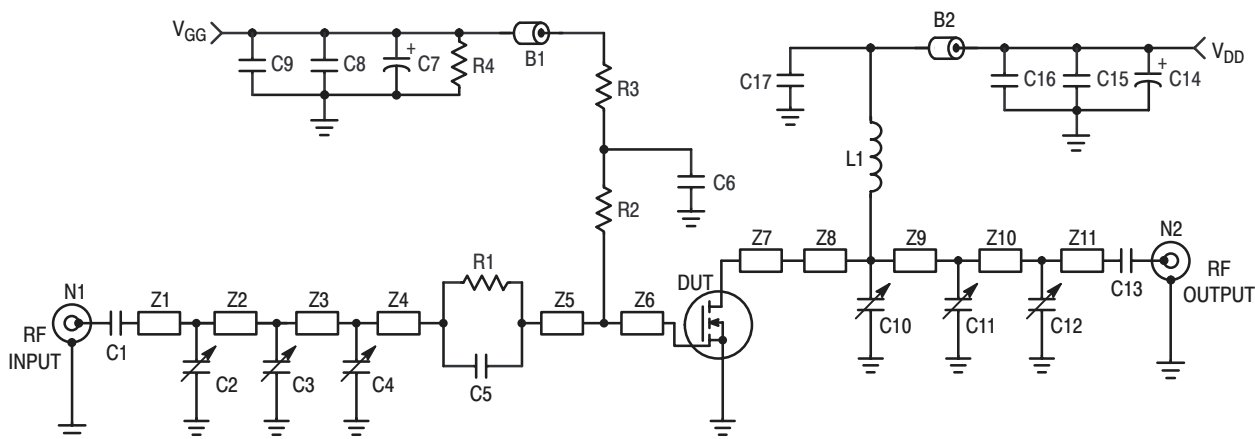 V_GG
C9
C8
+
C7
R4
B1
R3
C6
R2
B2
V_DD
C17
C16
C15
+
C14
L1
N1
RF
INPUT
C1
Z1
C2
Z2
C3
Z3
C4
Z4
R1
C5
Z5
Z6
DUT
Z7
Z8
C10
Z9
C11
Z10
C12
Z11
C13
N2
RF
OUTPUT